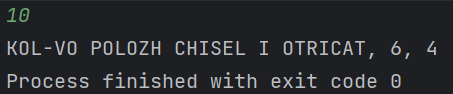 10
KOL-VO POLOZH CHISEL I OTRICAT, 6, 4
Process finished with exit code 0